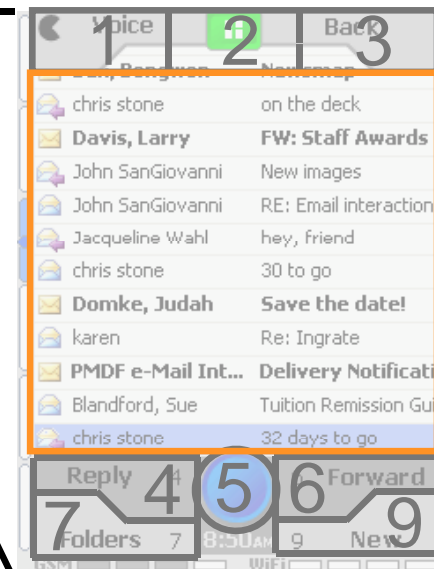 Voice Back
1 2 3
Newsmap
chris stone on the deck
Davis, Larry FW: Staff Awards
John SanGiovanni New images
John SanGiovanni RE: Email interaction
Jacqueline Wahl hey, friend
chris stone 30 to go
Domke, Judah Save the date!
karen Re: Ingrate
PMDF e-Mail Int... Delivery Notificati
Blandford, Sue Tuition Remission Gui
chris stone 32 days to go
Reply 4 4 5 6 Forward
7 9
Folders 7 8:50AM 9 New
GSM WiFi